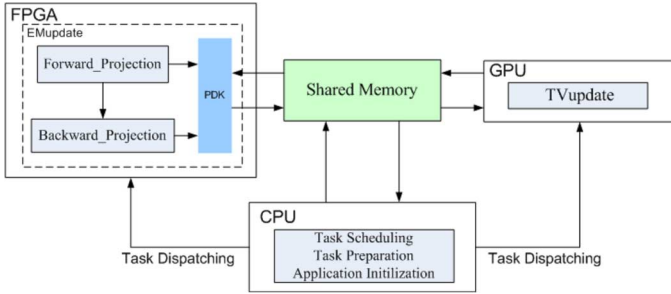 FPGA
EMupdate
Forward_Projection
PDK
Backward_Projection
Shared Memory
GPU
TVupdate
CPU
Task Scheduling
Task Preparation
Application Initilization
Task Dispatching
Task Dispatching